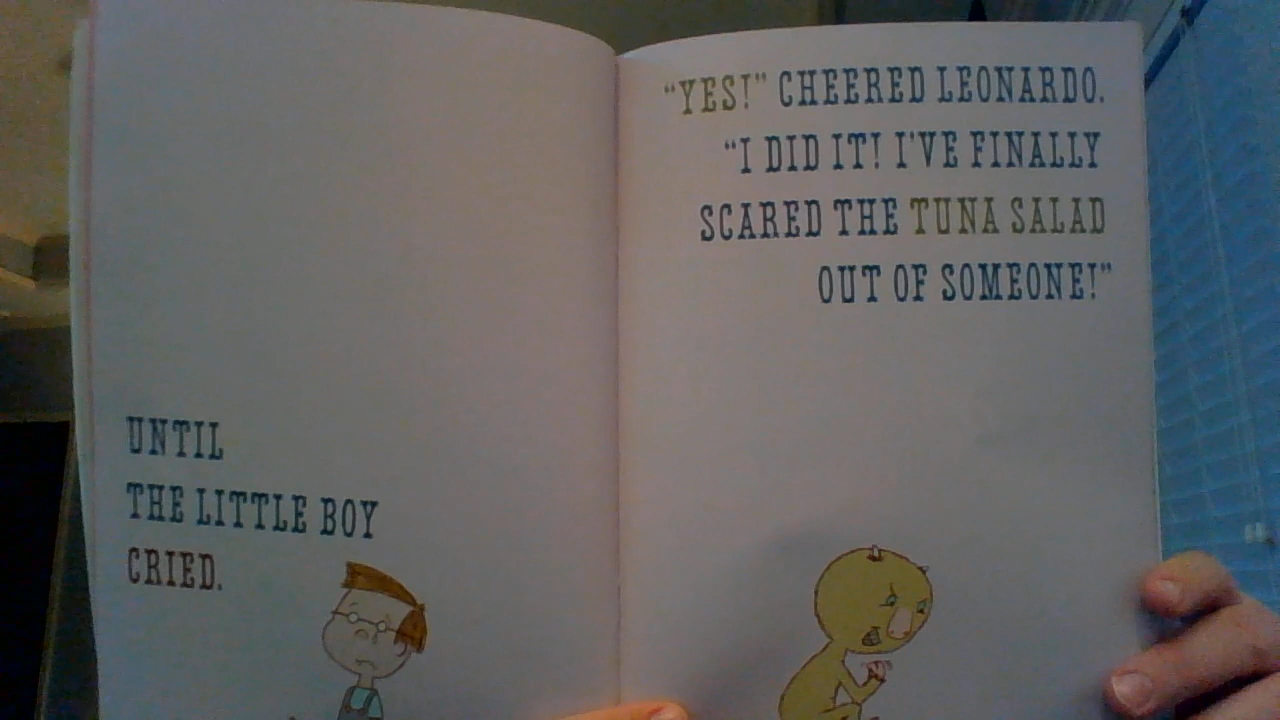 UNTIL
THE LITTLE BOY
CRIED.
“YES!” CHEERED LEONARDO.
“I DID IT! I'VE FINALLY
SCARED THE TUNA SALAD
OUT OF SOMEONE!”